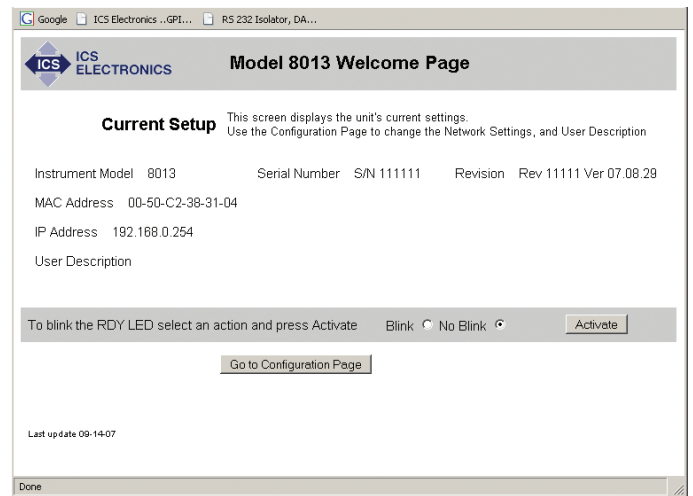 Google ICS Electronics ..GPI... RS 232 Isolator, DA...
ICS
ICS
ELECTRONICS
Model 8013 Welcome Page
Current Setup
This screen displays the unit's current settings.
Use the Configuration Page to change the Network Settings, and User Description
Instrument Model 8013 Serial Number S/N 111111 Revision Rev 11111 Ver 07.08.29
MAC Address 00-50-C2-38-31-04
IP Address 192.168.0.254
User Description
To blink the RDY LED select an action and press Activate Blink No Blink Activate
Go to Configuration Page
Last update 09-14-07
Done